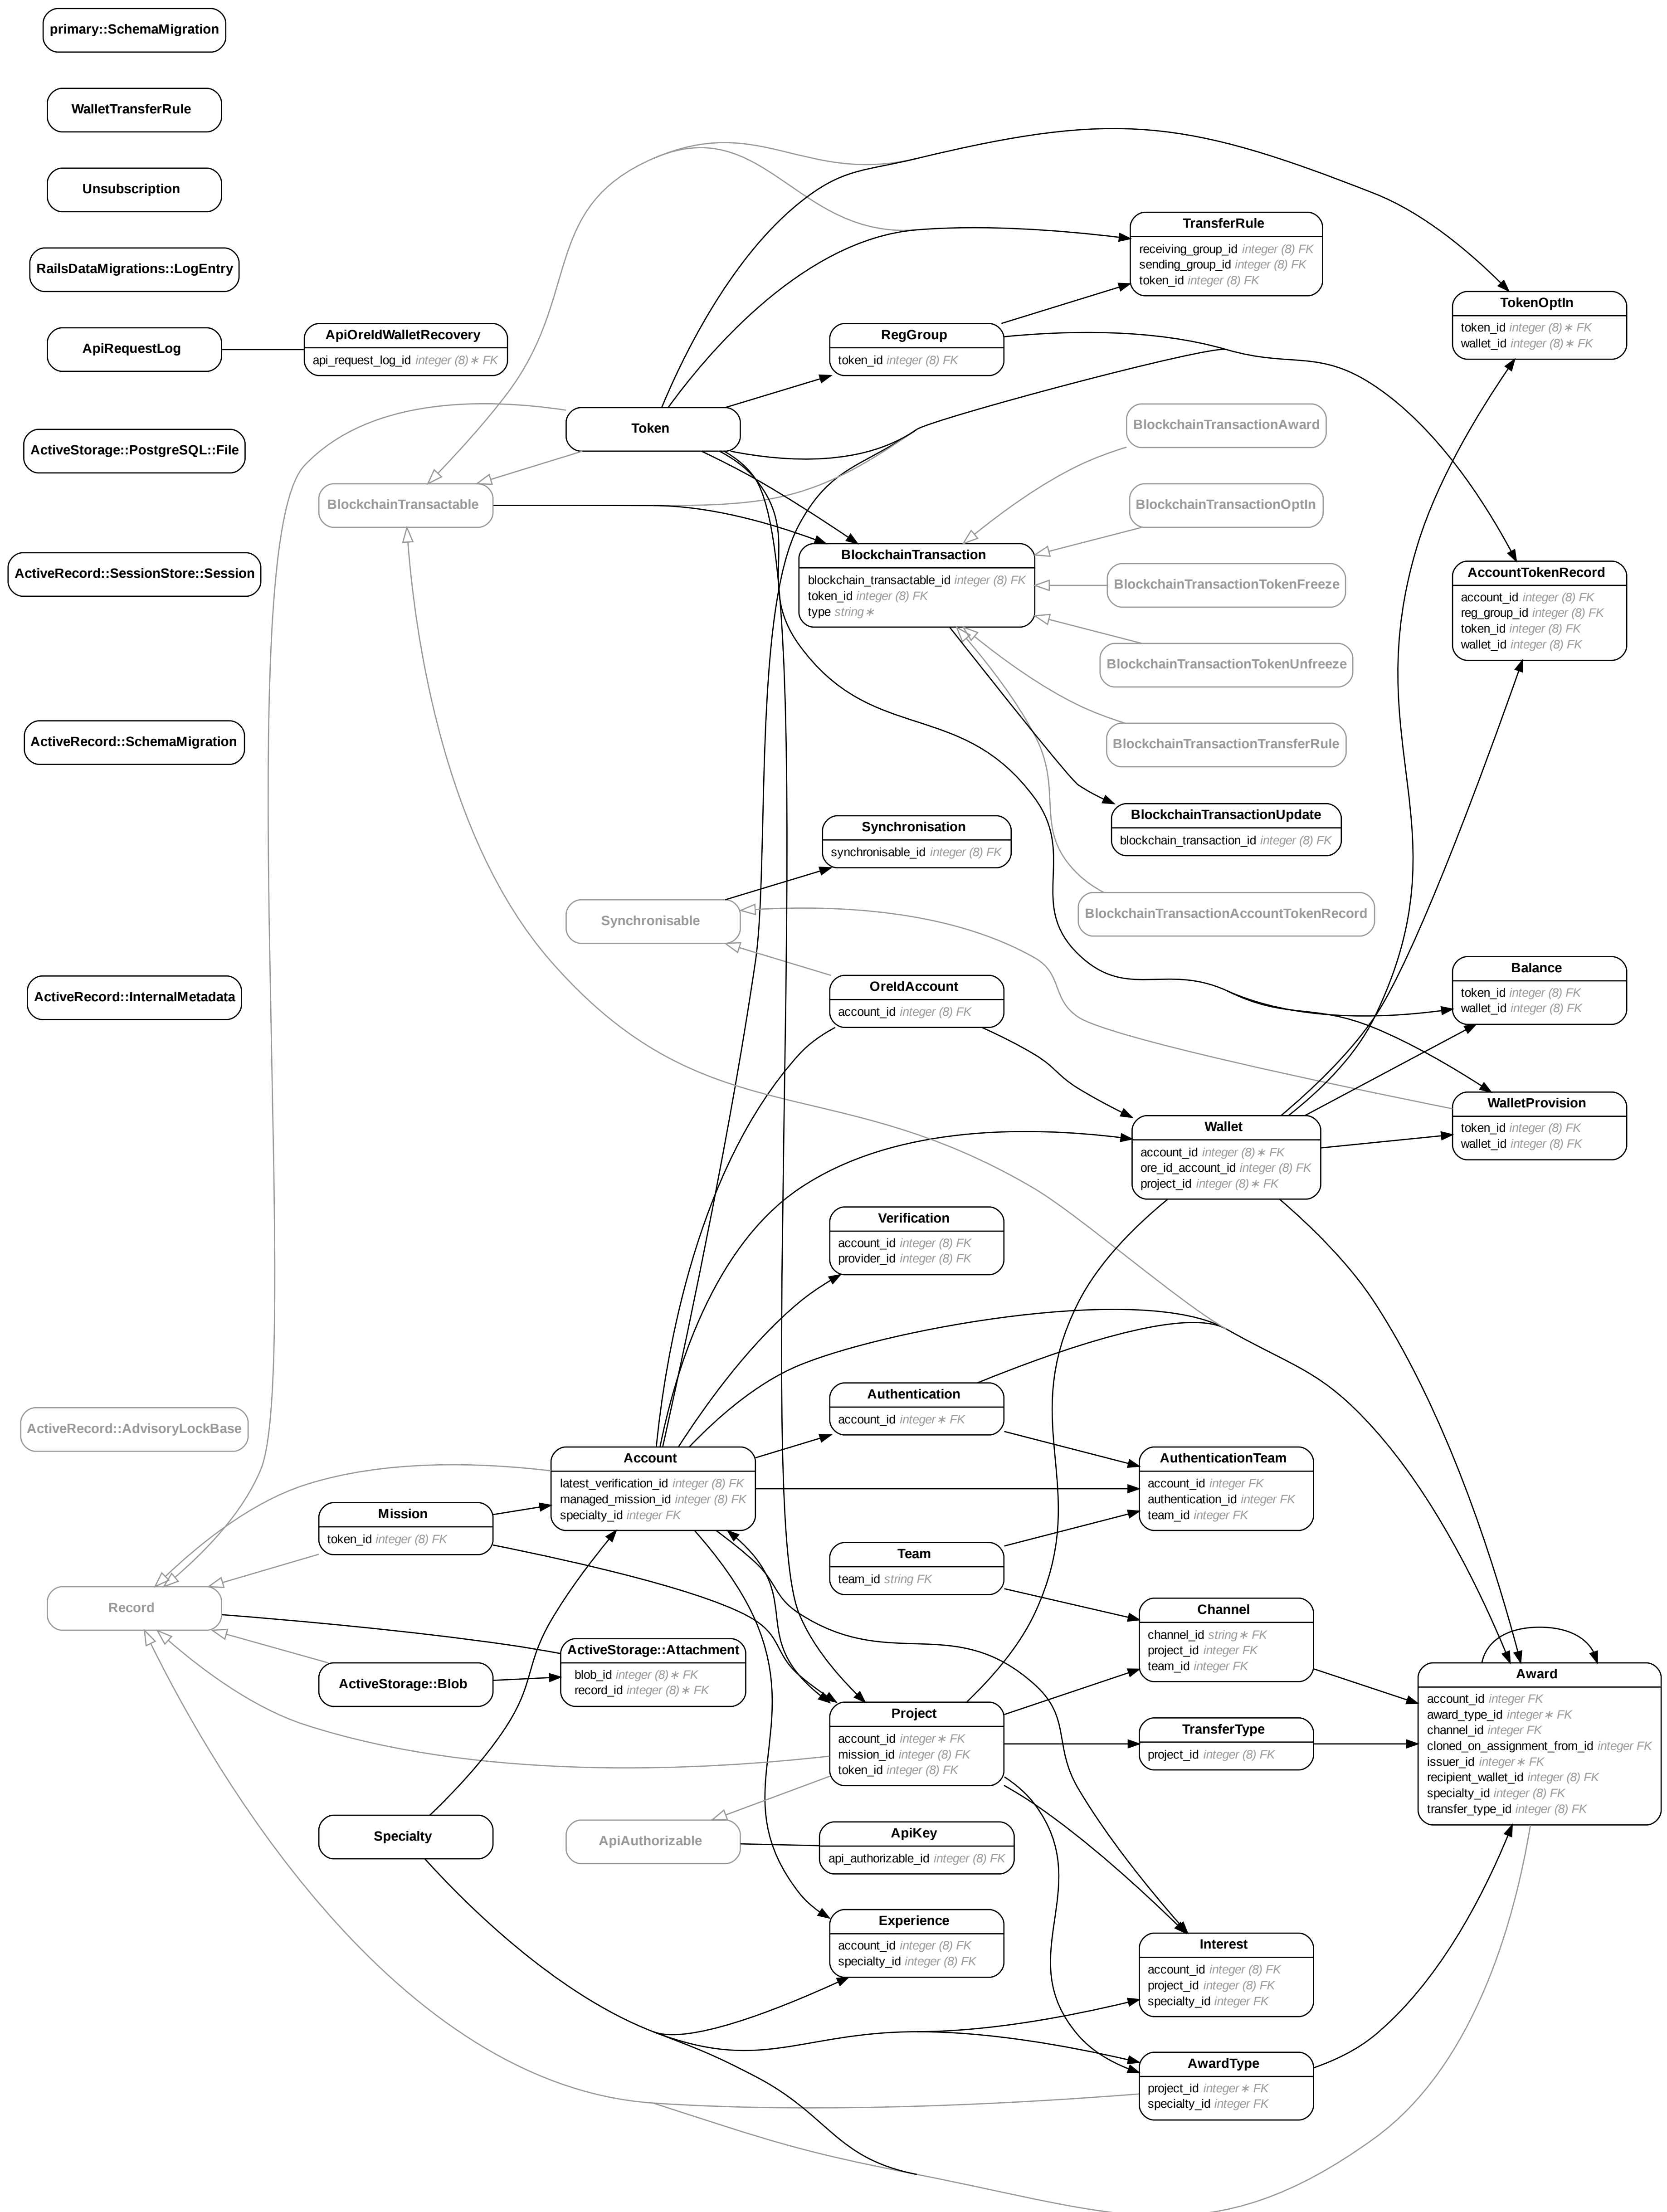 primary::SchemaMigration
WalletTransferRule
Unsubscription
RailsDataMigrations::LogEntry
ApiRequestLog
ApiOreIdWalletRecovery
api_request_log_id integer (8)∗ FK
ActiveStorage::PostgreSQL::File
ActiveRecord::SessionStore::Session
ActiveRecord::SchemaMigration
ActiveRecord::InternalMetadata
ActiveRecord::AdvisoryLockBase
Record
BlockchainTransactable
Mission
token_id integer (8) FK
ActiveStorage::Blob
Specialty
Token
Synchronisable
Account
latest_verification_id integer (8) FK
managed_mission_id integer (8) FK
specialty_id integer FK
ActiveStorage::Attachment
blob_id integer (8)∗ FK
record_id integer (8)∗ FK
ApiAuthorizable
RegGroup
token_id integer (8) FK
BlockchainTransaction
blockchain_transactable_id integer (8) FK
token_id integer (8) FK
type string∗
Synchronisation
synchronisable_id integer (8) FK
OreIdAccount
account_id integer (8) FK
Verification
account_id integer (8) FK
provider_id integer (8) FK
Authentication
account_id integer∗ FK
Team
team_id string FK
Project
account_id integer∗ FK
mission_id integer (8) FK
token_id integer (8) FK
ApiKey
api_authorizable_id integer (8) FK
Experience
account_id integer (8) FK
specialty_id integer (8) FK
TransferRule
receiving_group_id integer (8) FK
sending_group_id integer (8) FK
token_id integer (8) FK
BlockchainTransactionAward
BlockchainTransactionOptIn
BlockchainTransactionTokenFreeze
BlockchainTransactionTokenUnfreeze
BlockchainTransactionTransferRule
BlockchainTransactionUpdate
blockchain_transaction_id integer (8) FK
BlockchainTransactionAccountTokenRecord
Wallet
account_id integer (8)∗ FK
ore_id_account_id integer (8) FK
project_id integer (8)∗ FK
AuthenticationTeam
account_id integer FK
authentication_id integer FK
team_id integer FK
Channel
channel_id string∗ FK
project_id integer FK
team_id integer FK
TransferType
project_id integer (8) FK
Interest
account_id integer (8) FK
project_id integer (8) FK
specialty_id integer FK
AwardType
project_id integer∗ FK
specialty_id integer FK
TokenOptIn
token_id integer (8)∗ FK
wallet_id integer (8)∗ FK
AccountTokenRecord
account_id integer (8) FK
reg_group_id integer (8) FK
token_id integer (8) FK
wallet_id integer (8) FK
Balance
token_id integer (8) FK
wallet_id integer (8) FK
WalletProvision
token_id integer (8) FK
wallet_id integer (8) FK
Award
account_id integer FK
award_type_id integer∗ FK
channel_id integer FK
cloned_on_assignment_from_id integer FK
issuer_id integer∗ FK
recipient_wallet_id integer (8) FK
specialty_id integer (8) FK
transfer_type_id integer (8) FK